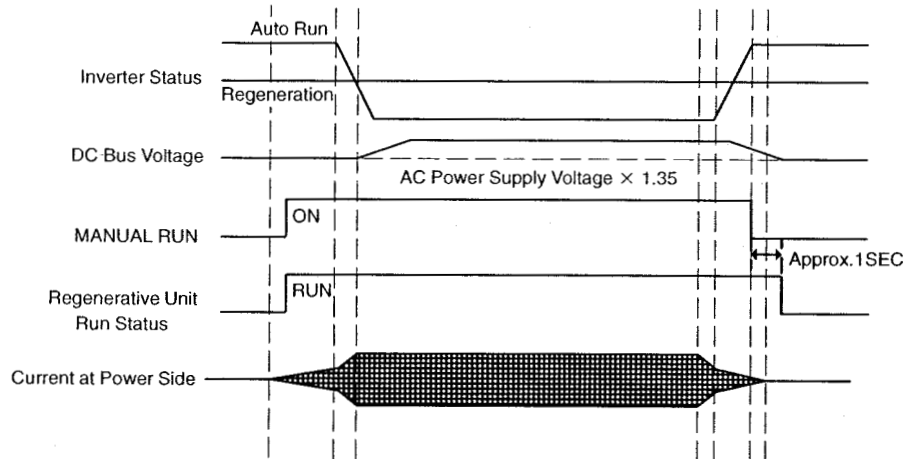 Auto Run
Inverter Status
Regeneration
DC Bus Voltage
AC Power Supply Voltage × 1.35
ON
MANUAL RUN
Approx.1SEC
RUN
Regenerative Unit
Run Status
Current at Power Side